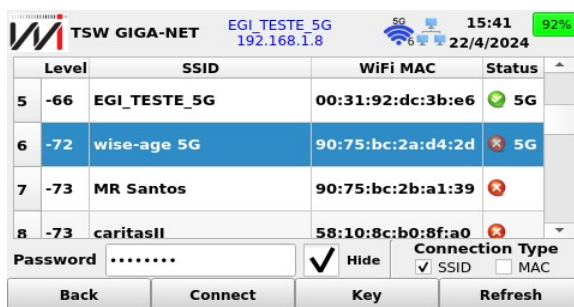 TSW GIGA-NET EGI_TESTE_5G 5G 15:41 92%
192.168.1.8 6 22/4/2024
Level SSID WiFi MAC Status
5 -66 EGI_TESTE_5G 00:31:92:dc:3b:e6 5G
6 -72 wise-age 5G 90:75:bc:2a:d4:2d 5G
7 -73 MR Santos 90:75:bc:2b:a1:39
8 -73 caritasII 58:10:8c:b0:8f:a0
Password •••••••• Hide Connection Type
SSID MAC
Back Connect Key Refresh